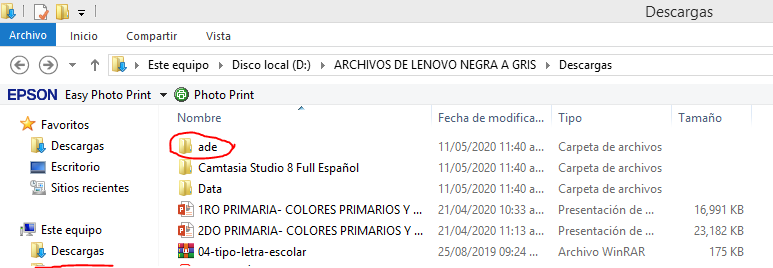 Descargas
Archivo Inicio Compartir Vista
Este equipo Disco local (D:) ARCHIVOS DE LENOVO NEGRA A GRIS Descargas
EPSON Easy Photo Print Photo Print
Favoritos
Descargas
Escritorio
Sitios recientes
Este equipo
Descargas
Nombre Fecha de modifica... Tipo Tamaño
ade 11/05/2020 11:40 a... Carpeta de archivos
Camtasia Studio 8 Full Español 11/05/2020 11:40 a... Carpeta de archivos
Data 11/05/2020 11:40 a... Carpeta de archivos
1RO PRIMARIA- COLORES PRIMARIOS Y ... 21/04/2020 10:33 a... Presentación de ... 16,991 KB
2DO PRIMARIA- COLORES PRIMARIOS Y ... 21/04/2020 11:13 a... Presentación de ... 23,182 KB
04-tipo-letra-escolar 25/08/2019 09:24 ... Archivo WinRAR 175 KB